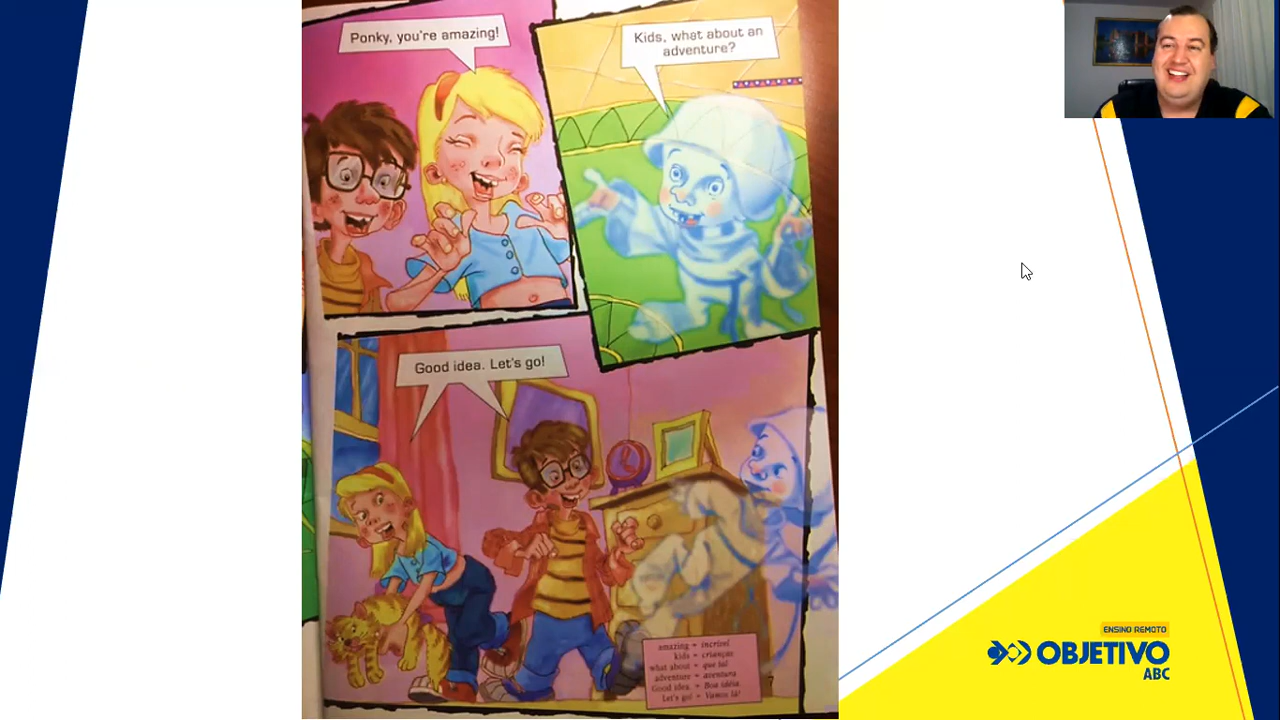 Ponky, you're amazing!
Kids, what about an
adventure?
Good idea. Let's go!
amazing = incrível
kids = crianças
what about = que tal
adventure = aventura
Good idea = Boa idéia
Let's go! = Vamos lá!
ENSINO REMOTO
OBJETIVO
ABC